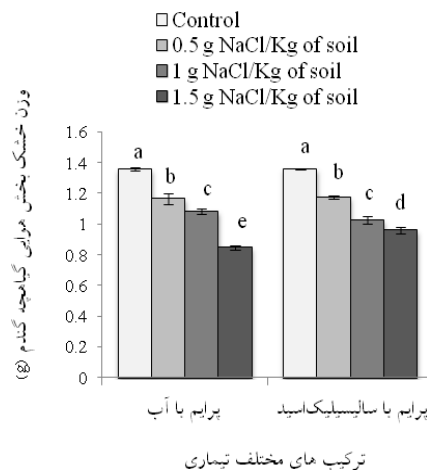 Control
0.5 g NaCl/Kg of soil
1 g NaCl/Kg of soil
1.5 g NaCl/Kg of soil
وزن خشک بخش هوایی گیاهچه گندم (g)
1.6
1.4
1.2
1
0.8
0.6
0.4
0.2
0
a b c e a b c d
پرایم با آب
پرایم با سالیسیلیک‌اسید
ترکیب های مختلف تیماری